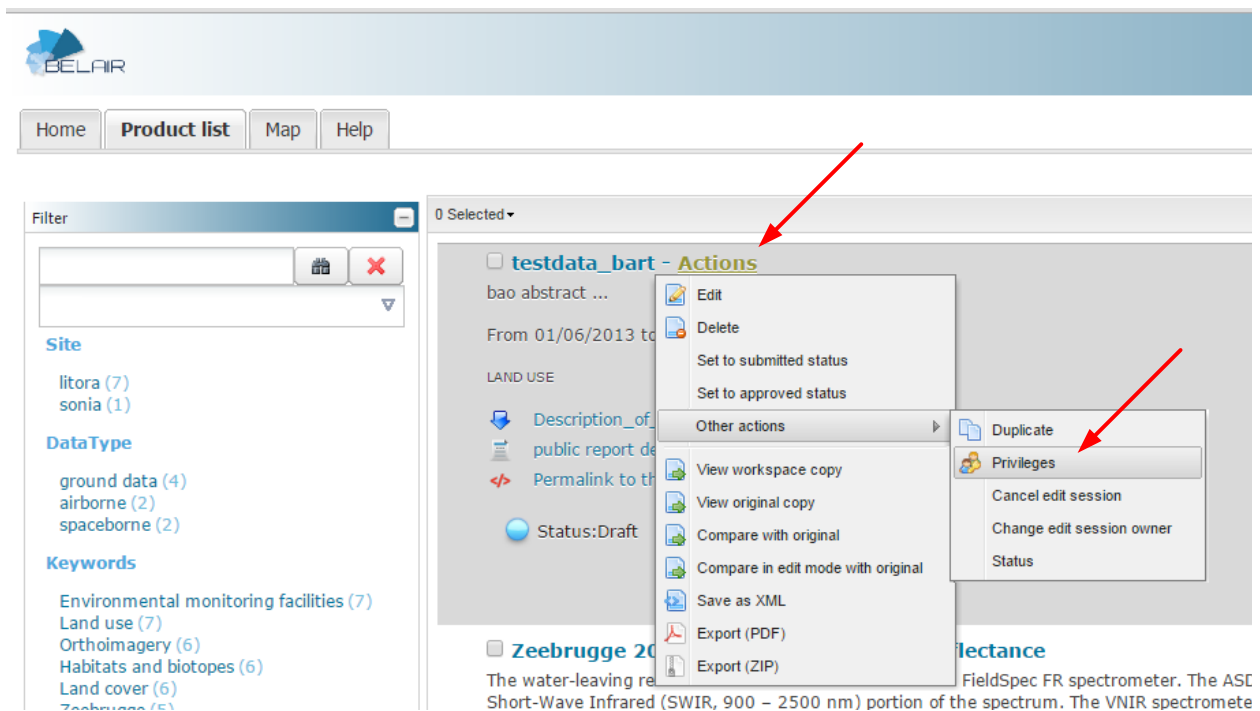 BELAIR
Home Product list Map Help
Filter
0 Selected
testdata_bart - Actions
bao abstract ...
From 01/06/2013 to
LAND USE
Description_of_
public report de
Permalink to th
Status:Draft
Edit
Delete
Set to submitted status
Set to approved status
Other actions
View workspace copy
View original copy
Compare with original
Compare in edit mode with original
Save as XML
Export (PDF)
Export (ZIP)
Duplicate
Privileges
Cancel edit session
Change edit session owner
Status
Site
litora (7)
sonia (1)
DataType
ground data (4)
airborne (2)
spaceborne (2)
Keywords
Environmental monitoring facilities (7)
Land use (7)
Orthoimagery (6)
Habitats and biotopes (6)
Land cover (6)
Zeebrugge (5)
Zeebrugge 20 flectance
The water-leaving re FieldSpec FR spectrometer. The ASD
Short-Wave Infrared (SWIR, 900 – 2500 nm) portion of the spectrum. The VNIR spectromete